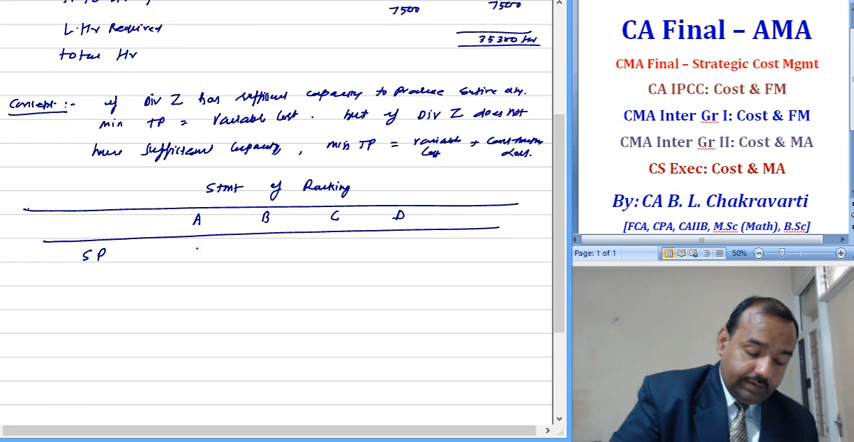 7500 7500
L.Hr Required
Total Hr 35300 Hr
Concept :- if Div Z has sufficient capacity to produce entire
min TP = Variable Cost. but if Div Z does not
have sufficient capacity, min TP = variable Cost + Contribution
Stmt of Ranking
A B C D
SP
CA Final – AMA
CMA Final – Strategic Cost Mgmt
CA IPCC: Cost & FM
CMA Inter Gr I: Cost & FM
CMA Inter Gr II: Cost & MA
CS Exec: Cost & MA
By: CA B. L. Chakravarti
[FCA, CPA, CAIIB, M.Sc (Math), B.Sc]
Page: 1 of 1 50%